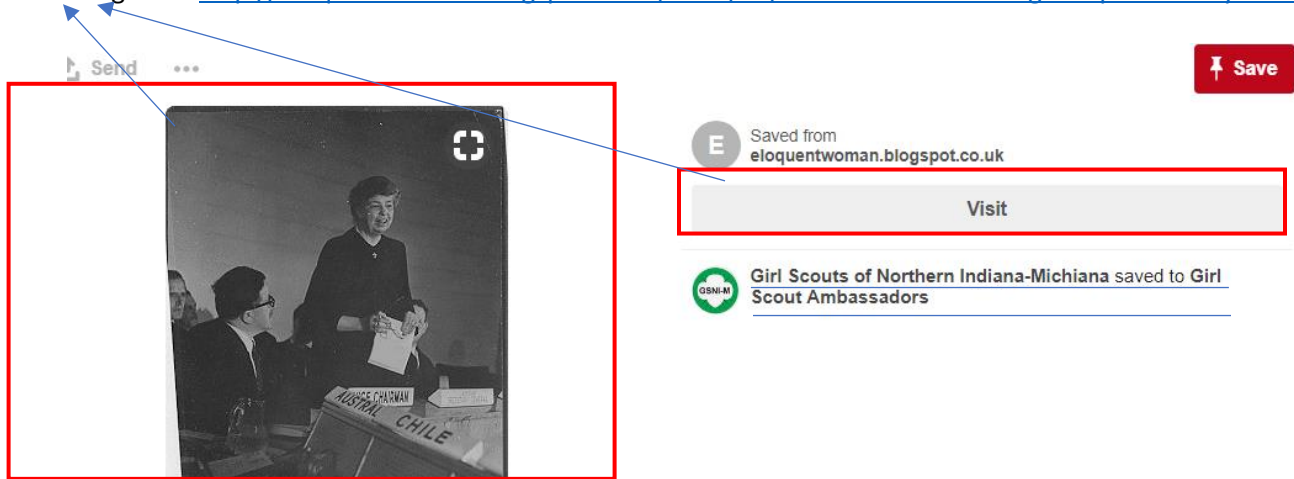 Send
Save
E
Saved from
eloquentwoman.blogspot.co.uk
Visit
GSNI-M
Girl Scouts of Northern Indiana-Michiana saved to Girl
Scout Ambassadors
CHAIRMAN
AUSTRAL
CHILE